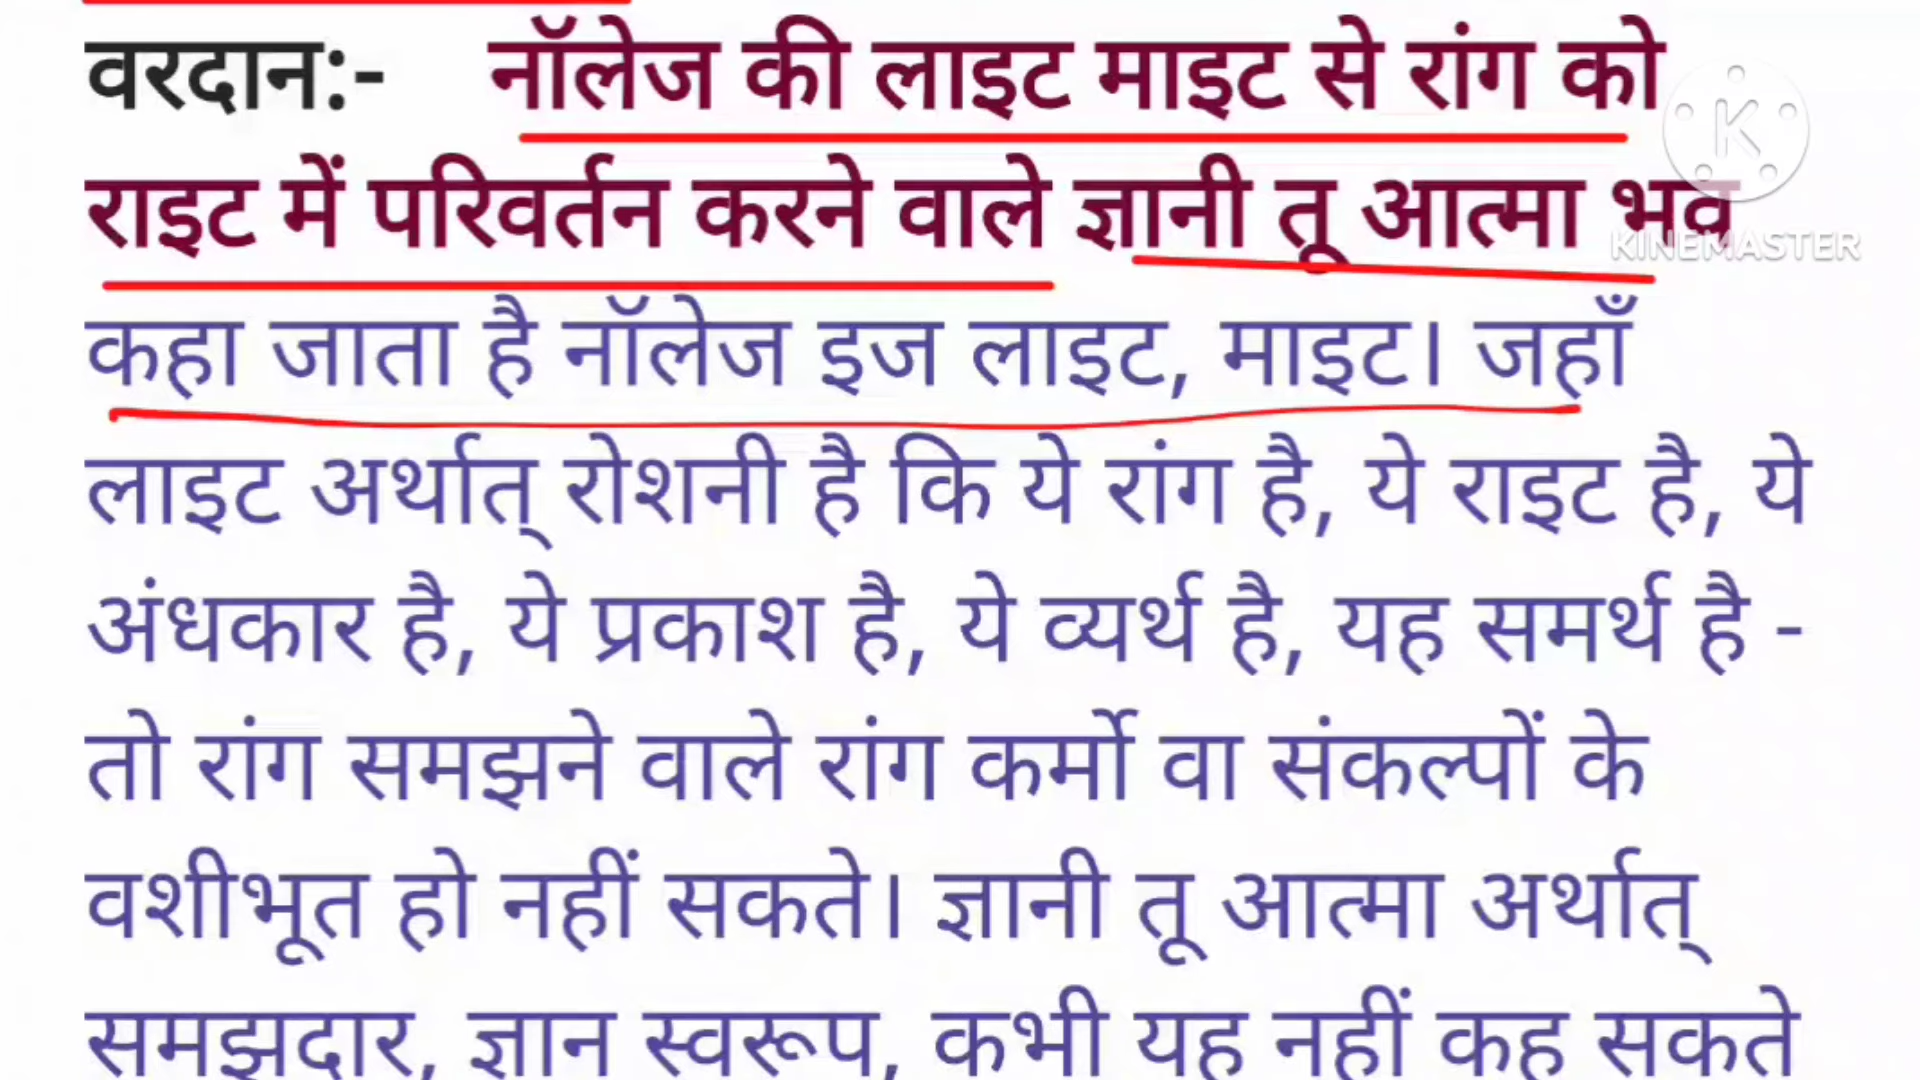 वरदान:- नॉलेज की लाइट माइट से रांग को
राइट में परिवर्तन करने वाले ज्ञानी तू आत्मा भव
कहा जाता है नॉलेज इज लाइट, माइट। जहाँ
लाइट अर्थात् रोशनी है कि ये रांग है, ये राइट है, ये
अंधकार है, ये प्रकाश है, ये व्यर्थ है, यह समर्थ है -
तो रांग समझने वाले रांग कर्मो वा संकल्पों के
वशीभूत हो नहीं सकते। ज्ञानी तू आत्मा अर्थात्
समझदार, ज्ञान स्वरूप, कभी यह नहीं कह सकते
K
KINEMASTER